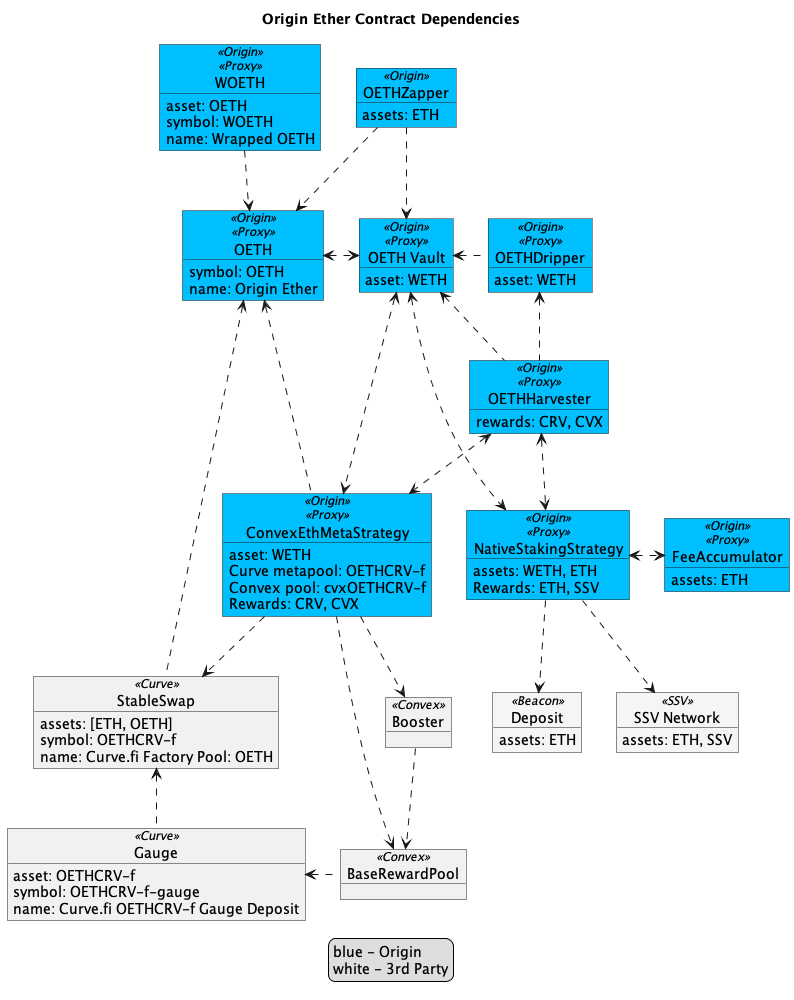 Origin Ether Contract Dependencies
«Origin»
«Proxy»
WOETH
asset: OETH
symbol: WOETH
name: Wrapped OETH
«Origin»
OETHZapper
assets: ETH
«Origin»
«Proxy»
OETH
symbol: OETH
name: Origin Ether
«Origin»
«Proxy»
OETH Vault
asset: WETH
«Origin»
«Proxy»
OETHDripper
asset: WETH
«Origin»
«Proxy»
OETHHarvester
rewards: CRV, CVX
«Origin»
«Proxy»
ConvexEthMetaStrategy
asset: WETH
Curve metapool: OETHCRV-f
Convex pool: cvxOETHCRV-f
Rewards: CRV, CVX
«Origin»
«Proxy»
NativeStakingStrategy
assets: WETH, ETH
Rewards: ETH, SSV
«Origin»
«Proxy»
FeeAccumulator
assets: ETH
«Curve»
StableSwap
assets: [ETH, OETH]
symbol: OETHCRV-f
name: Curve.fi Factory Pool: OETH
«Convex»
Booster
«Beacon»
Deposit
assets: ETH
«SSV»
SSV Network
assets: ETH, SSV
«Curve»
Gauge
asset: OETHCRV-f
symbol: OETHCRV-f-gauge
name: Curve.fi OETHCRV-f Gauge Deposit
«Convex»
BaseRewardPool
blue - Origin
white - 3rd Party